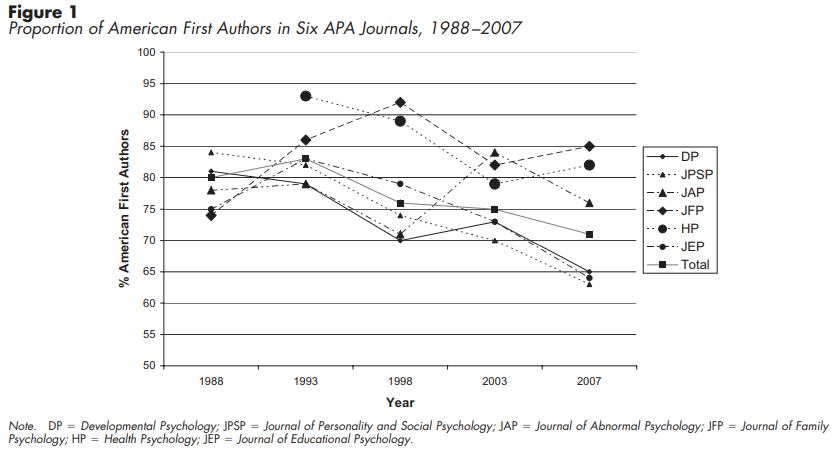 Figure 1
Proportion of American First Authors in Six APA Journals, 1988–2007
100
95
90
85
80
75
70
65
60
55
50
% American First Authors
1988 1993 1998 2003 2007
Year
DP
JPSP
JAP
JFP
HP
JEP
Total
Note. DP = Developmental Psychology; JPSP = Journal of Personality and Social Psychology; JAP = Journal of Abnormal Psychology; JFP = Journal of Family
Psychology; HP = Health Psychology; JEP = Journal of Educational Psychology.